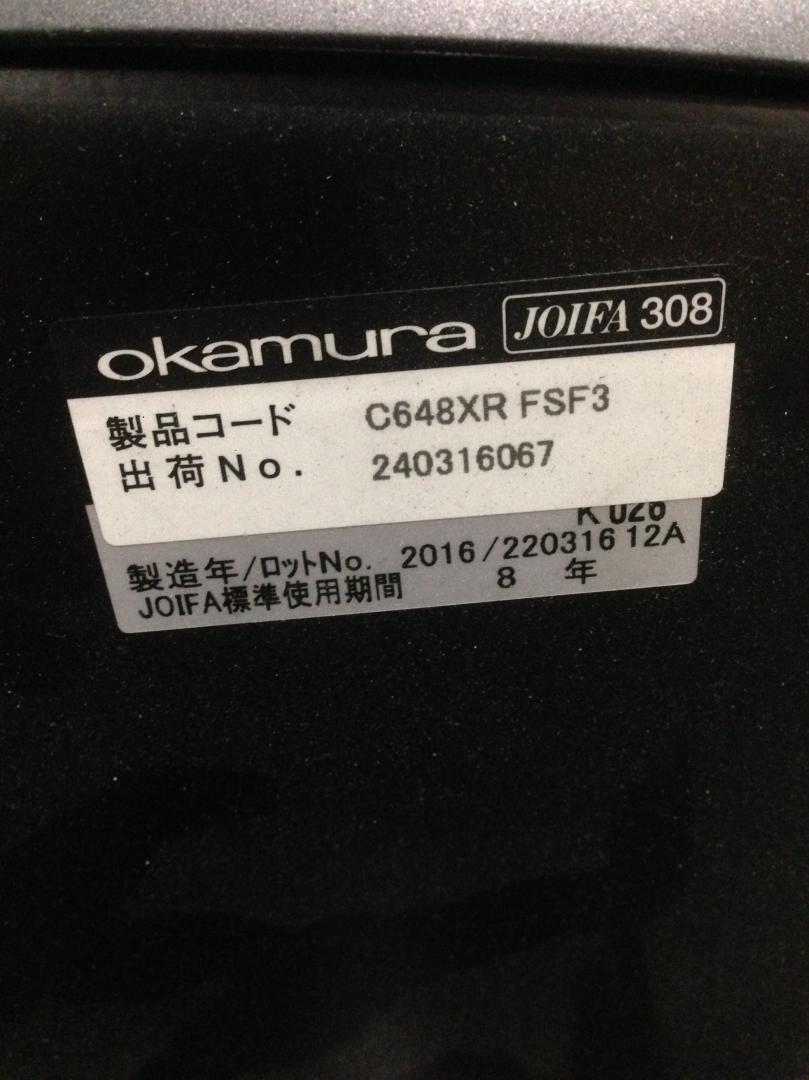 okamura JOIFA 308
製品コード C648XR FSF3
出荷No. 240316067
K 026
製造年/ロットNo. 2016/220316 12A
JOIFA標準使用期間 8 年